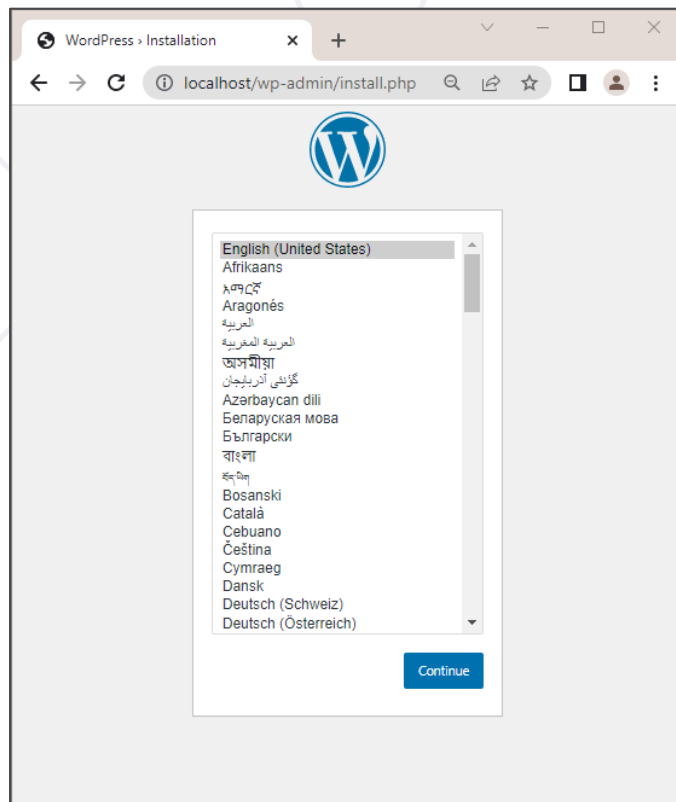 WordPress › Installation
localhost/wp-admin/install.php
English (United States)
Afrikaans
አማርኛ
Aragonés
العربية
العربية المغربية
অসমীয়া
گؤنئی آذربایجان
Azərbaycan dili
Беларуская мова
Български
বাংলা
བོད་ཡིག
Bosanski
Català
Cebuano
Čeština
Cymraeg
Dansk
Deutsch (Schweiz)
Deutsch (Österreich)
Continue